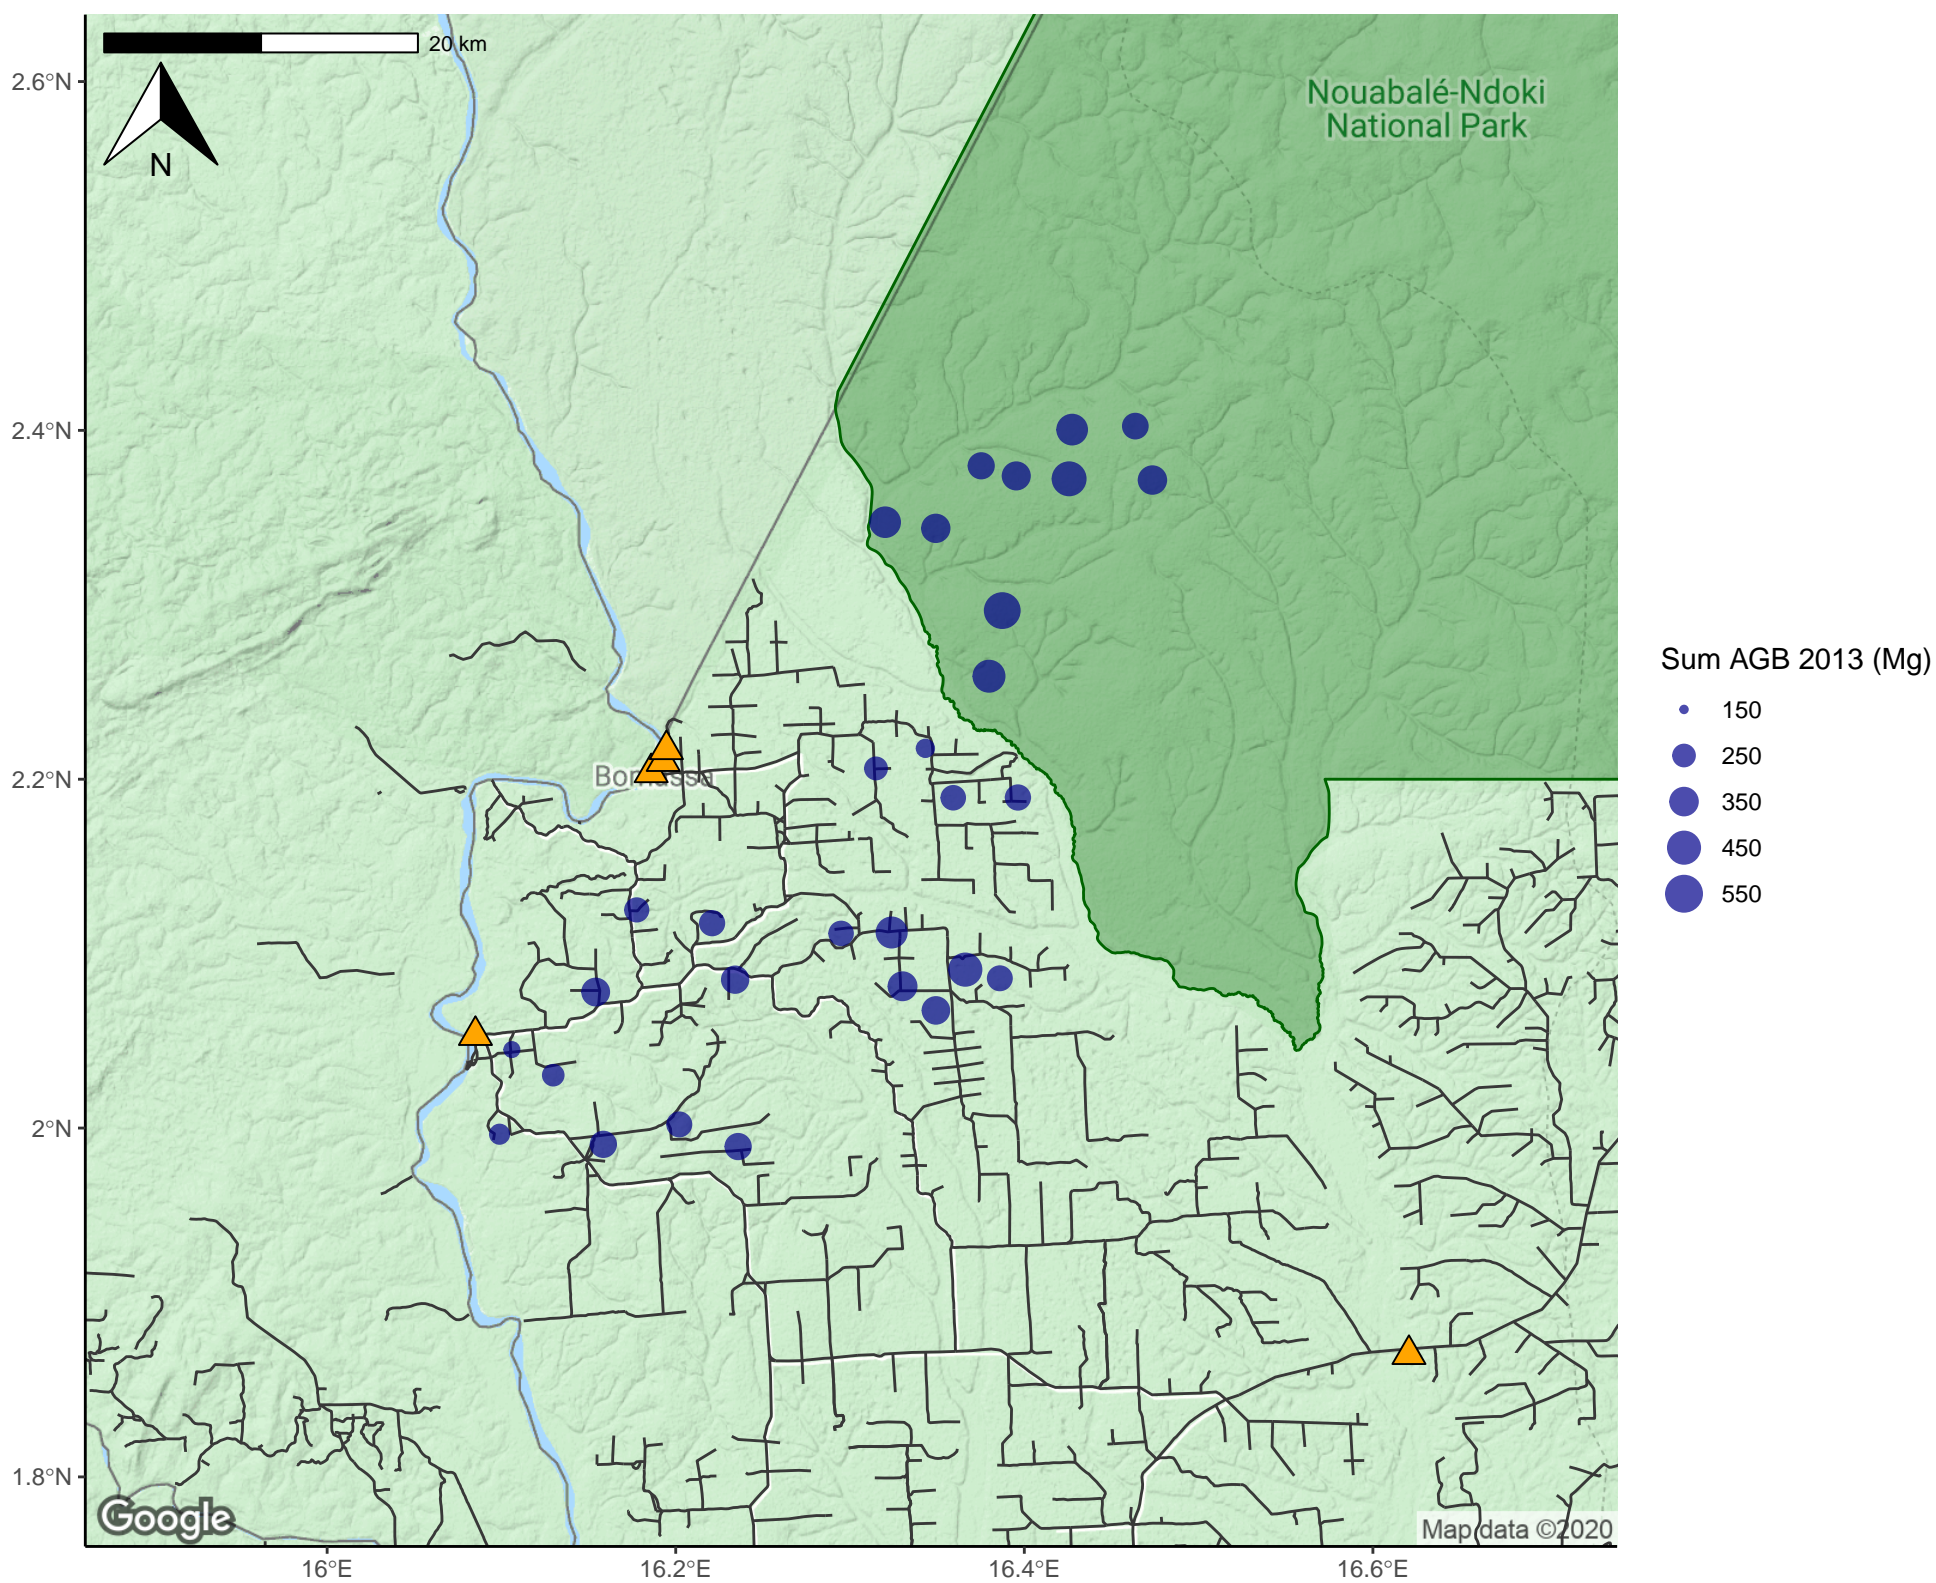 20 km
N
Nouabalé-Ndoki
National Park
2.6°N
2.4°N
2.2°N
2°N
1.8°N
Bomassa
Sum AGB 2013 (Mg)
150
250
350
450
550
Google
Map data ©2020
16°E
16.2°E
16.4°E
16.6°E